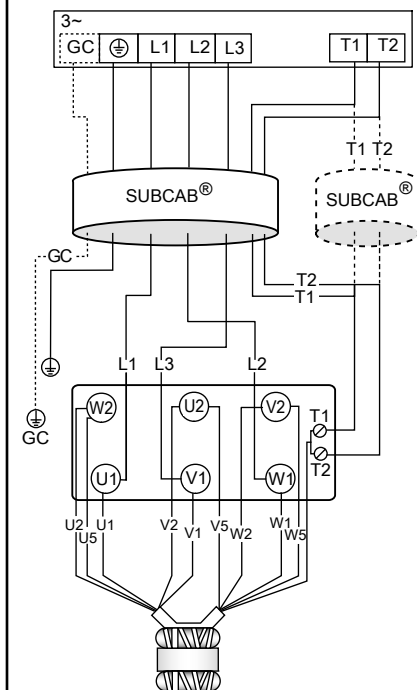 3~
GC L1 L2 L3 T1 T2
T1 T2
SUBCAB® SUBCAB®
GC
T2
T1
GC
L1 L3 L2
W2 U2 V2 T1
U1 V1 W1 T2
U2 U5 U1 V2 V1 V5 W2 W1 W5